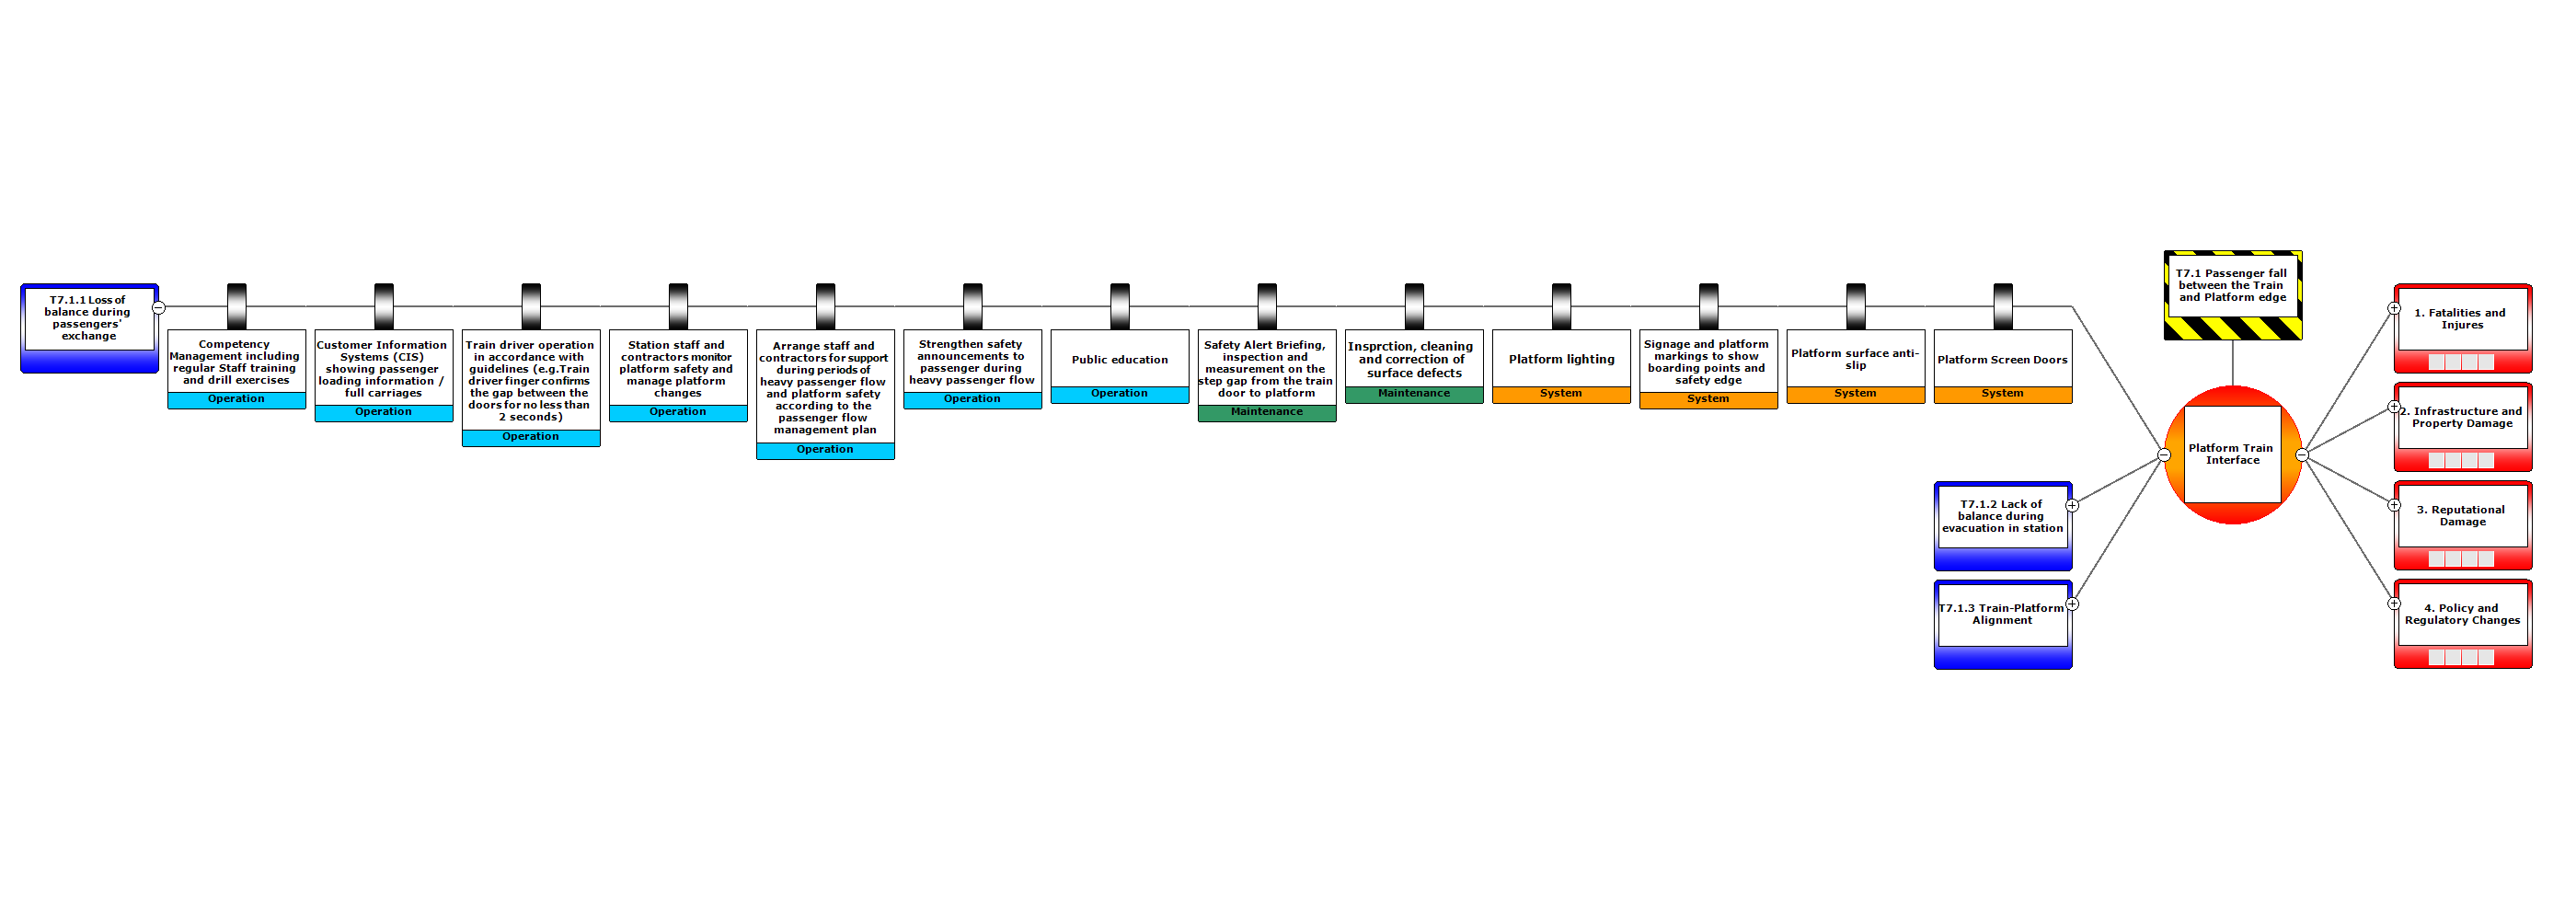 T7.1.1 Loss of
balance during
passengers'
exchange
Competency
Management including
regular Staff training
and drill exercises
Operation
Customer Information
Systems (CIS)
showing passenger
loading information /
full carriages
Operation
Train driver operation
in accordance with
guidelines (e.g.Train
driver finger confirms
the gap between the
doors for no less than
2 seconds)
Operation
Station staff and
contractors monitor
platform safety and
manage platform
changes
Operation
Arrange staff and
contractors for support
during periods of
heavy passenger flow
and platform safety
according to the
passenger flow
management plan
Operation
Strengthen safety
announcements to
passenger during
heavy passenger flow
Operation
Public education
Operation
Safety Alert Briefing,
inspection and
measurement on the
step gap from the train
door to platform
Maintenance
Insprction, cleaning
and correction of
surface defects
Maintenance
Platform lighting
System
Signage and platform
markings to show
boarding points and
safety edge
System
Platform surface anti-
slip
System
Platform Screen Doors
System
T7.1.2 Lack of
balance during
evacuation in station
T7.1.3 Train-Platform
Alignment
T7.1 Passenger fall
between the Train
and Platform edge
Platform Train
Interface
1. Fatalities and
Injures
2. Infrastructure and
Property Damage
3. Reputational
Damage
4. Policy and
Regulatory Changes